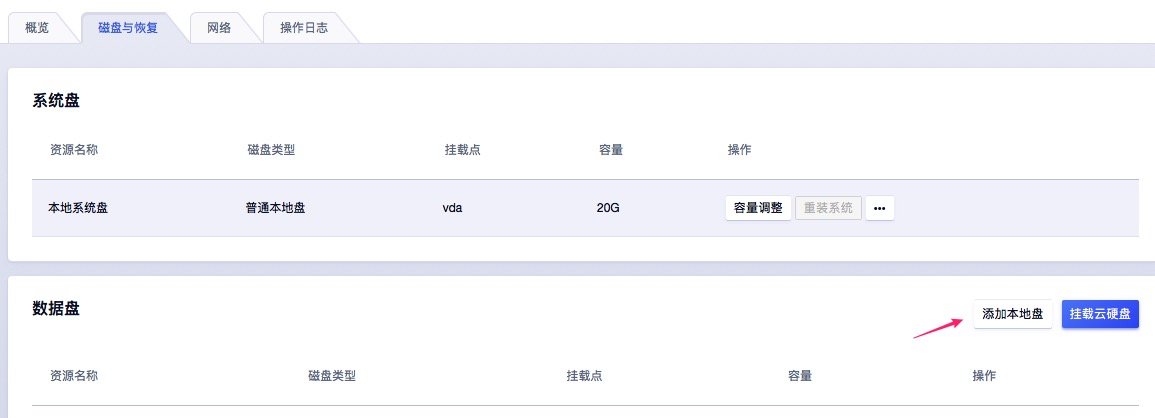 概览 磁盘与恢复 网络 操作日志
系统盘
资源名称 磁盘类型 挂载点 容量 操作
本地系统盘 普通本地盘 vda 20G 容量调整 重装系统 •••
数据盘 添加本地盘 挂载云硬盘
资源名称 磁盘类型 挂载点 容量 操作